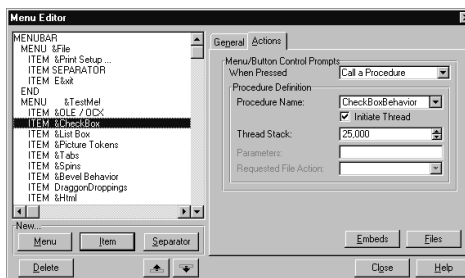 Menu Editor
MENUBAR
MENU &File
ITEM &Print Setup ...
ITEM SEPARATOR
ITEM E&xit
END
MENU &TestMe!
ITEM &OLE / OCX
ITEM &CheckBox
ITEM &List Box
ITEM &Picture Tokens
ITEM &Tabs
ITEM &Spins
ITEM &Bevel Behavior
ITEM DraggonDroppings
ITEM &Html
New...
Menu Item Separator
Delete
General Actions
Menu/Button Control Prompts
When Pressed Call a Procedure
Procedure Definition
Procedure Name: CheckBoxBehavior
Initiate Thread
Thread Stack: 25,000
Parameters:
Requested File Action:
Embeds Files
Close Help